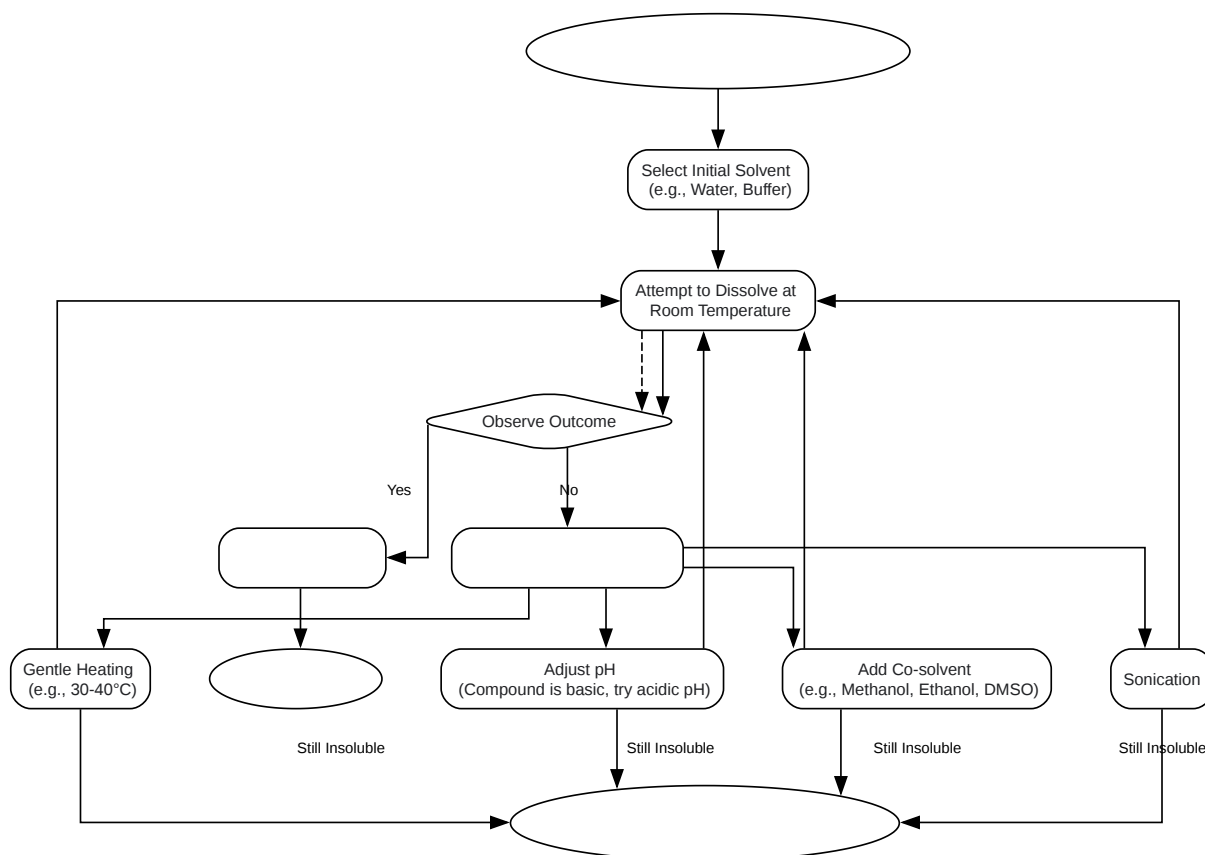 Select Initial Solvent
(e.g., Water, Buffer)
Attempt to Dissolve at
Room Temperature
Observe Outcome
Yes
No
Gentle Heating
(e.g., 30-40°C)
Adjust pH
(Compound is basic, try acidic pH)
Add Co-solvent
(e.g., Methanol, Ethanol, DMSO)
Sonication
Still Insoluble
Still Insoluble
Still Insoluble
Still Insoluble